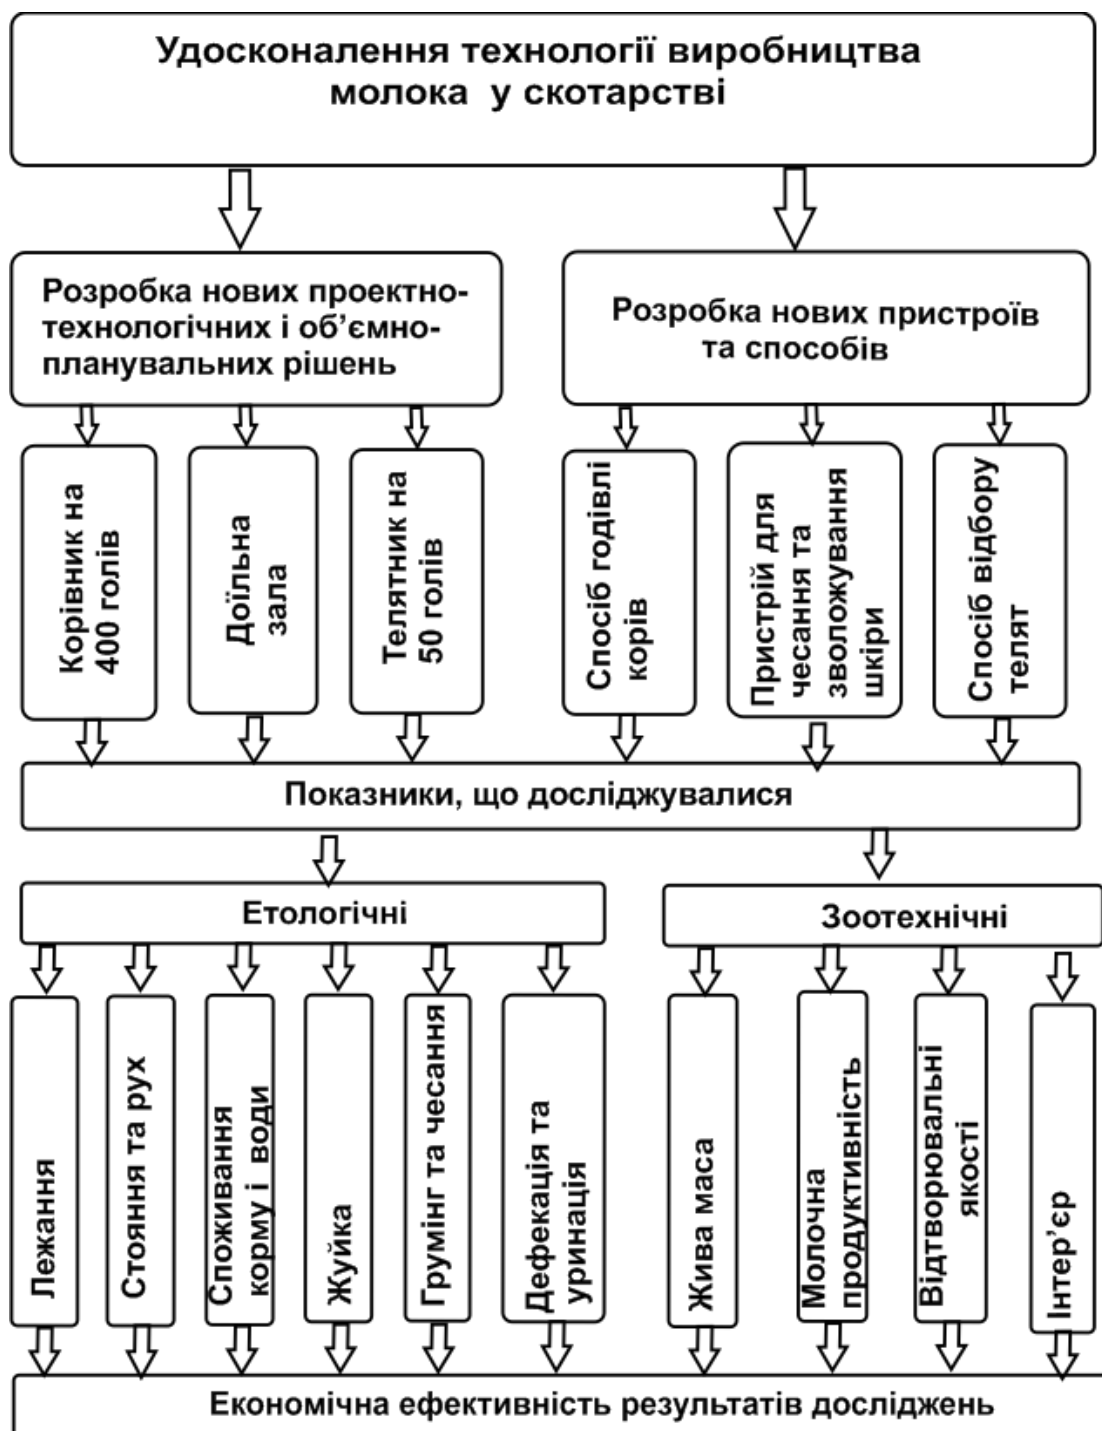 Удосконалення технології виробництва
молока у скотарстві
Розробка нових проектно-
технологічних і об’ємно-
планувальних рішень
Розробка нових пристроїв
та способів
Корівник на
400 голів
Доїльна
зала
Телятник на
50 голів
Спосіб годівлі
корів
Пристрій для
чесання та
зволожування
шкіри
Спосіб відбору
телят
Показники, що досліджувалися
Етологічні
Зоотехнічні
Лежання
Стояння та рух
Споживання
корму і води
Жуйка
Грумінг та чесання
Дефекація та
уринація
Жива маса
Молочна
продуктивність
Відтворювальні
якості
Інтер’єр
Економічна ефективність результатів досліджень